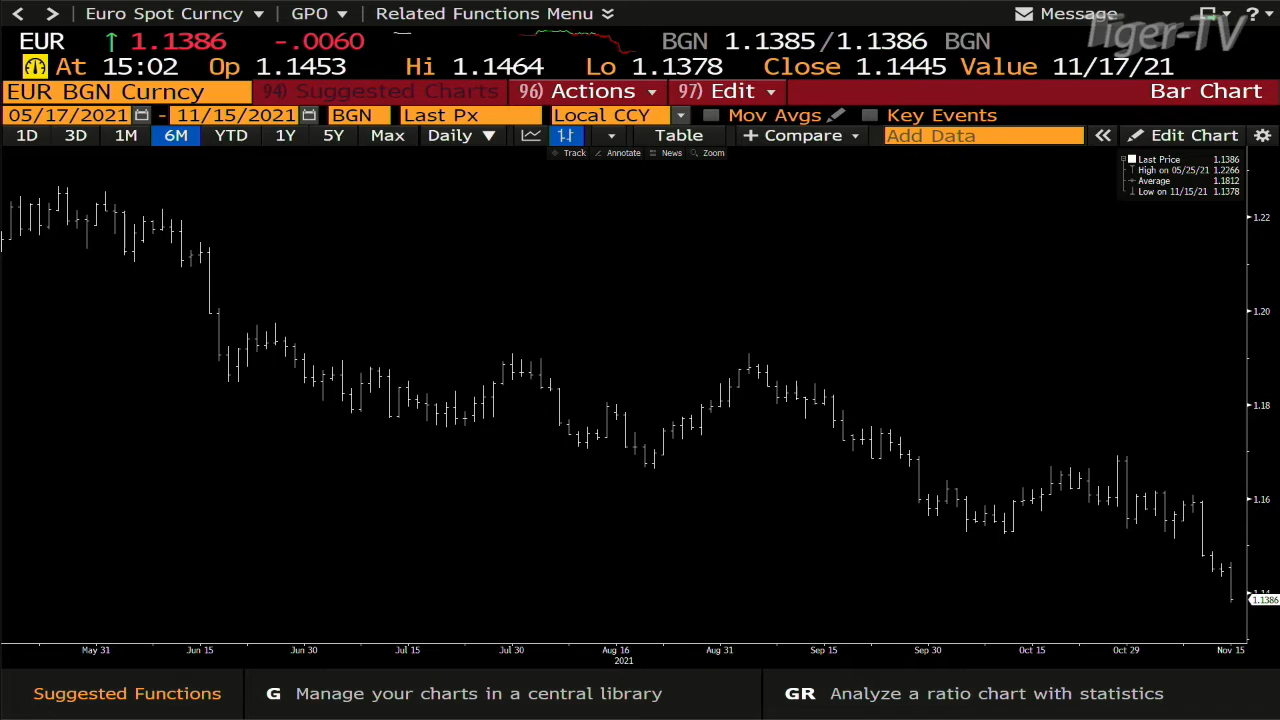 Euro Spot Curncy GPO Related Functions Menu Message ?
Tiger-TV
EUR ↑ 1.1386 -.0060 BGN 1.1385/1.1386 BGN
At 15:02 Op 1.1453 Hi 1.1464 Lo 1.1378 Close 1.1445 Value 11/17/21
EUR BGN Curncy 94) Suggested Charts 96) Actions 97) Edit Bar Chart
05/17/2021 - 11/15/2021 BGN Last Px Local CCY Mov Avgs Key Events
1D 3D 1M 6M YTD 1Y 5Y Max Daily ▼ Table + Compare Add Data « Edit Chart
Track Annotate News Zoom
Last Price 1.1386
High on 05/25/21 1.2266
Average 1.1812
Low on 11/15/21 1.1378
1.22
1.20
1.18
1.16
1.14
1.1386
May 31 Jun 15 Jun 30 Jul 15 Jul 30 Aug 16 Aug 31 Sep 15 Sep 30 Oct 15 Oct 29 Nov 15
2021
Suggested Functions G Manage your charts in a central library GR Analyze a ratio chart with statistics